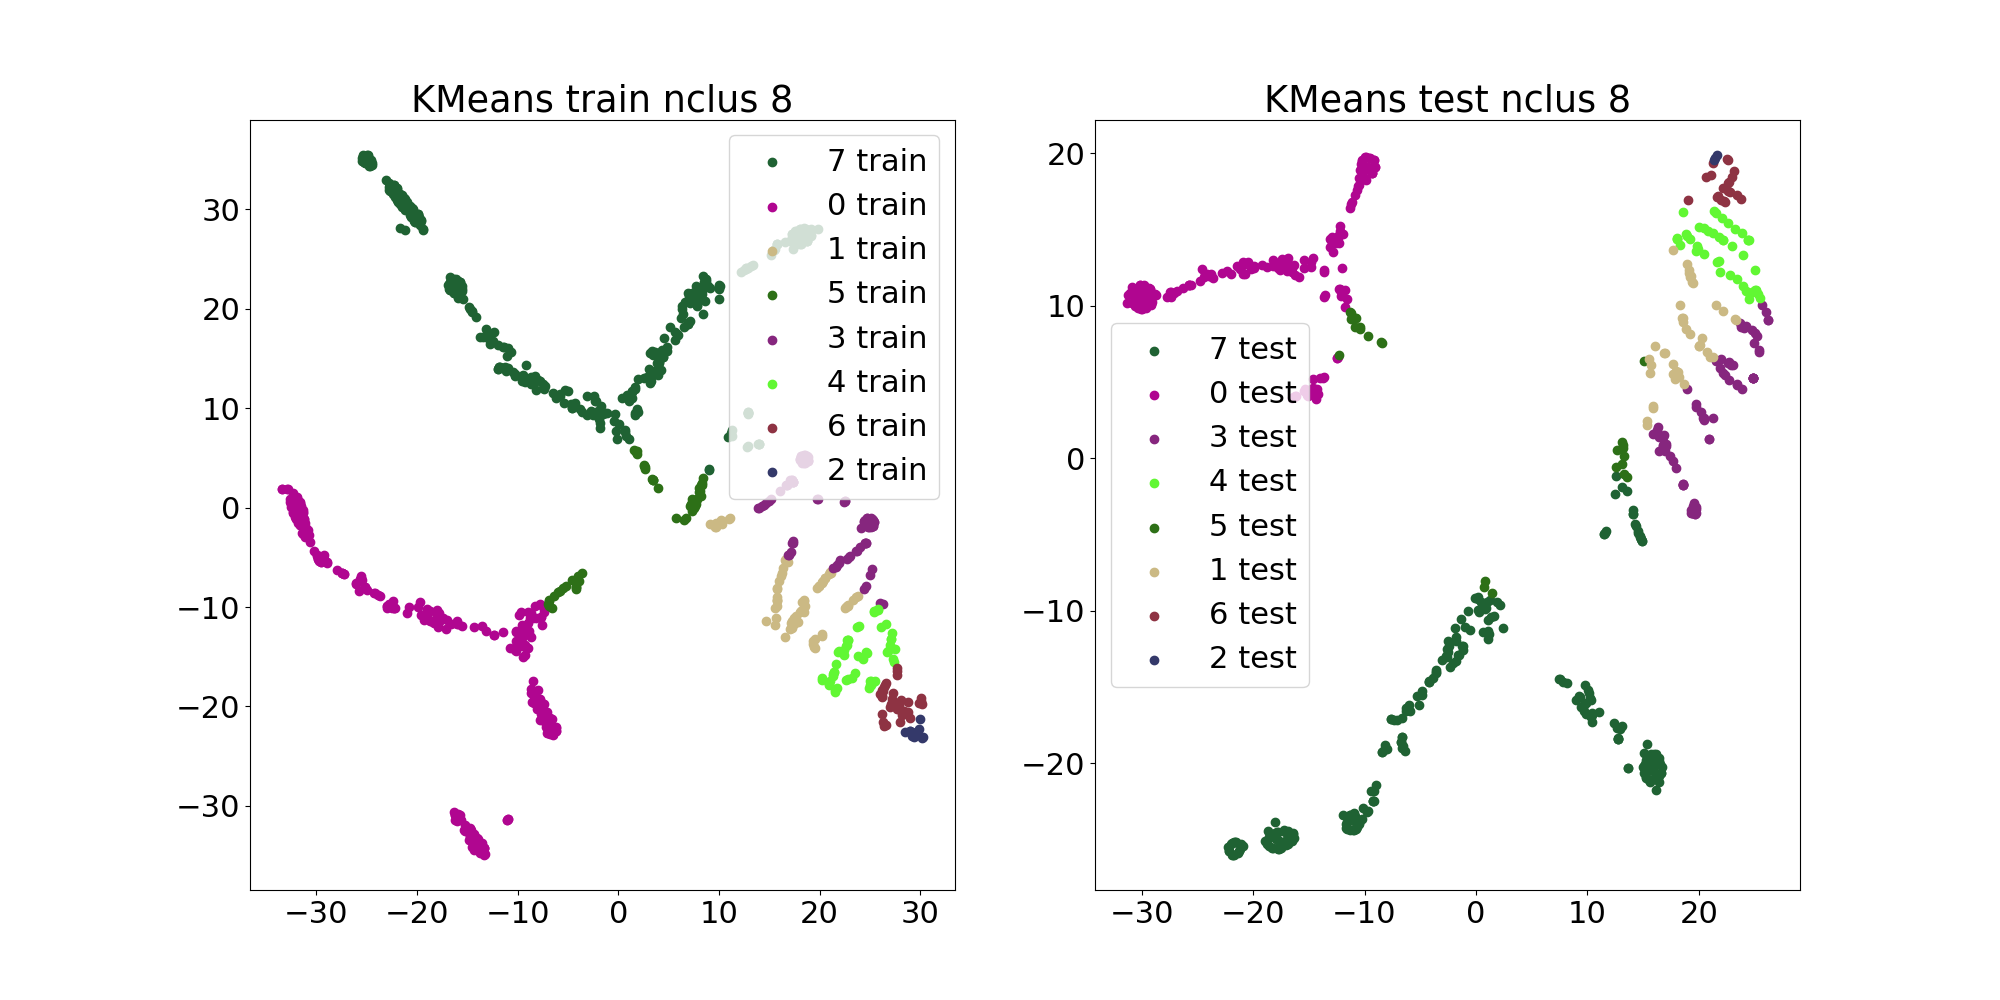 KMeans train nclus 8
30
20
10
0
−10
−20
−30
−30 −20 −10 0 10 20 30
7 train
0 train
1 train
5 train
3 train
4 train
6 train
2 train
KMeans test nclus 8
20
10
0
−10
−20
−30 −20 −10 0 10 20
7 test
0 test
3 test
4 test
5 test
1 test
6 test
2 test